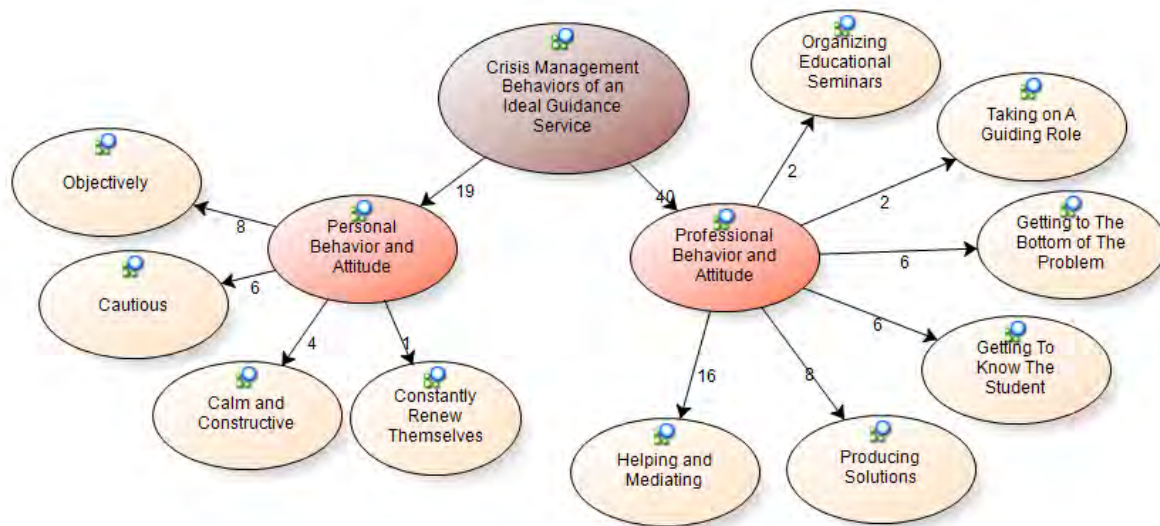 Crisis Management
Behaviors of an
Ideal Guidance
Service
19
40
Personal
Behavior and
Attitude
8
Objectively
6
Cautious
4
Calm and
Constructive
1
Constantly
Renew
Themselves
Professional
Behavior and
Attitude
2
Organizing
Educational
Seminars
2
Taking on A
Guiding Role
6
Getting to The
Bottom of The
Problem
6
Getting To
Know The
Student
8
Producing
Solutions
16
Helping and
Mediating